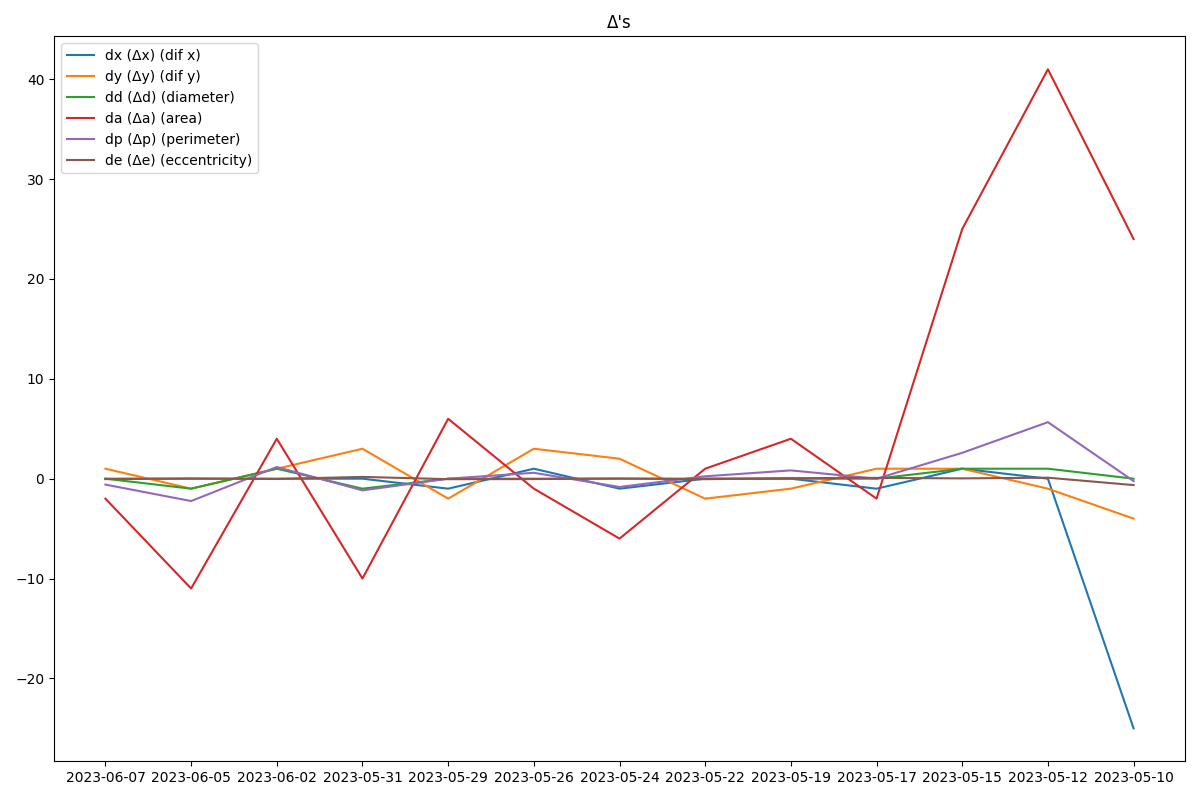 Δ's
dx (Δx) (dif x)
dy (Δy) (dif y)
dd (Δd) (diameter)
da (Δa) (area)
dp (Δp) (perimeter)
de (Δe) (eccentricity)
40
30
20
10
0
−10
−20
2023-06-07 2023-06-05 2023-06-02 2023-05-31 2023-05-29 2023-05-26 2023-05-24 2023-05-22 2023-05-19 2023-05-17 2023-05-15 2023-05-12 2023-05-10